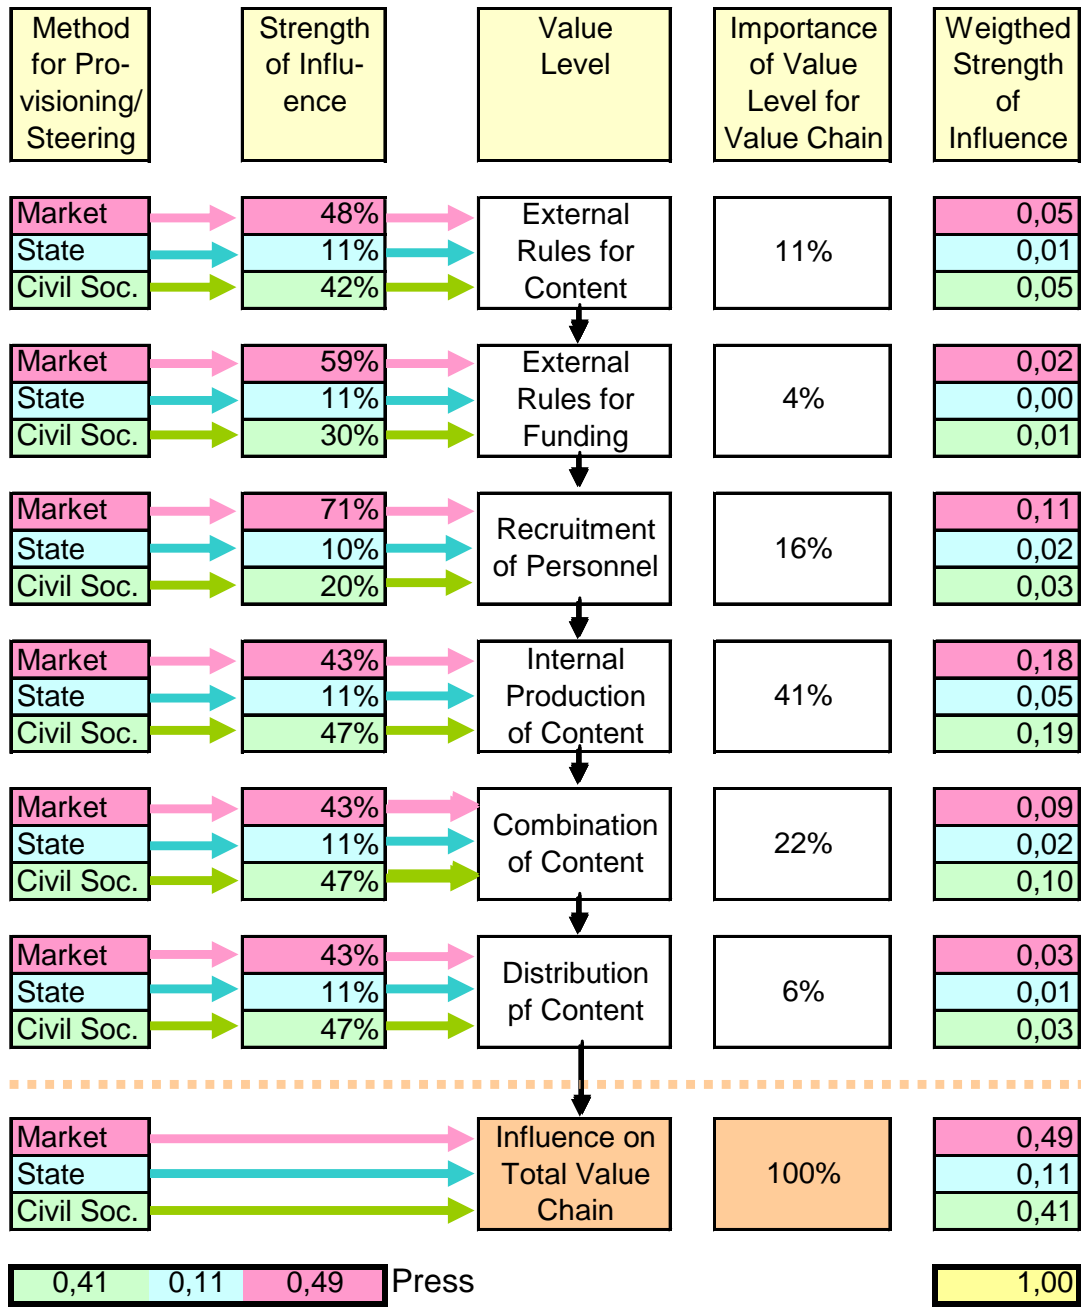 Method
for Pro-
visioning/
Steering
Strength
of Influ-
ence
Value
Level
Importance
of Value
Level for
Value Chain
Weigthed
Strength
of
Influence
Market
48%
0,05
State
11%
0,01
Civil Soc.
42%
0,05
External
Rules for
Content
11%
Market
59%
0,02
State
11%
0,00
Civil Soc.
30%
0,01
External
Rules for
Funding
4%
Market
71%
0,11
State
10%
0,02
Civil Soc.
20%
0,03
Recruitment
of Personnel
16%
Market
43%
0,18
State
11%
0,05
Civil Soc.
47%
0,19
Internal
Production
of Content
41%
Market
43%
0,09
State
11%
0,02
Civil Soc.
47%
0,10
Combination
of Content
22%
Market
43%
0,03
State
11%
0,01
Civil Soc.
47%
0,03
Distribution
pf Content
6%
Market
0,49
State
0,11
Civil Soc.
0,41
Influence on
Total Value
Chain
100%
0,41 0,11 0,49 Press
1,00